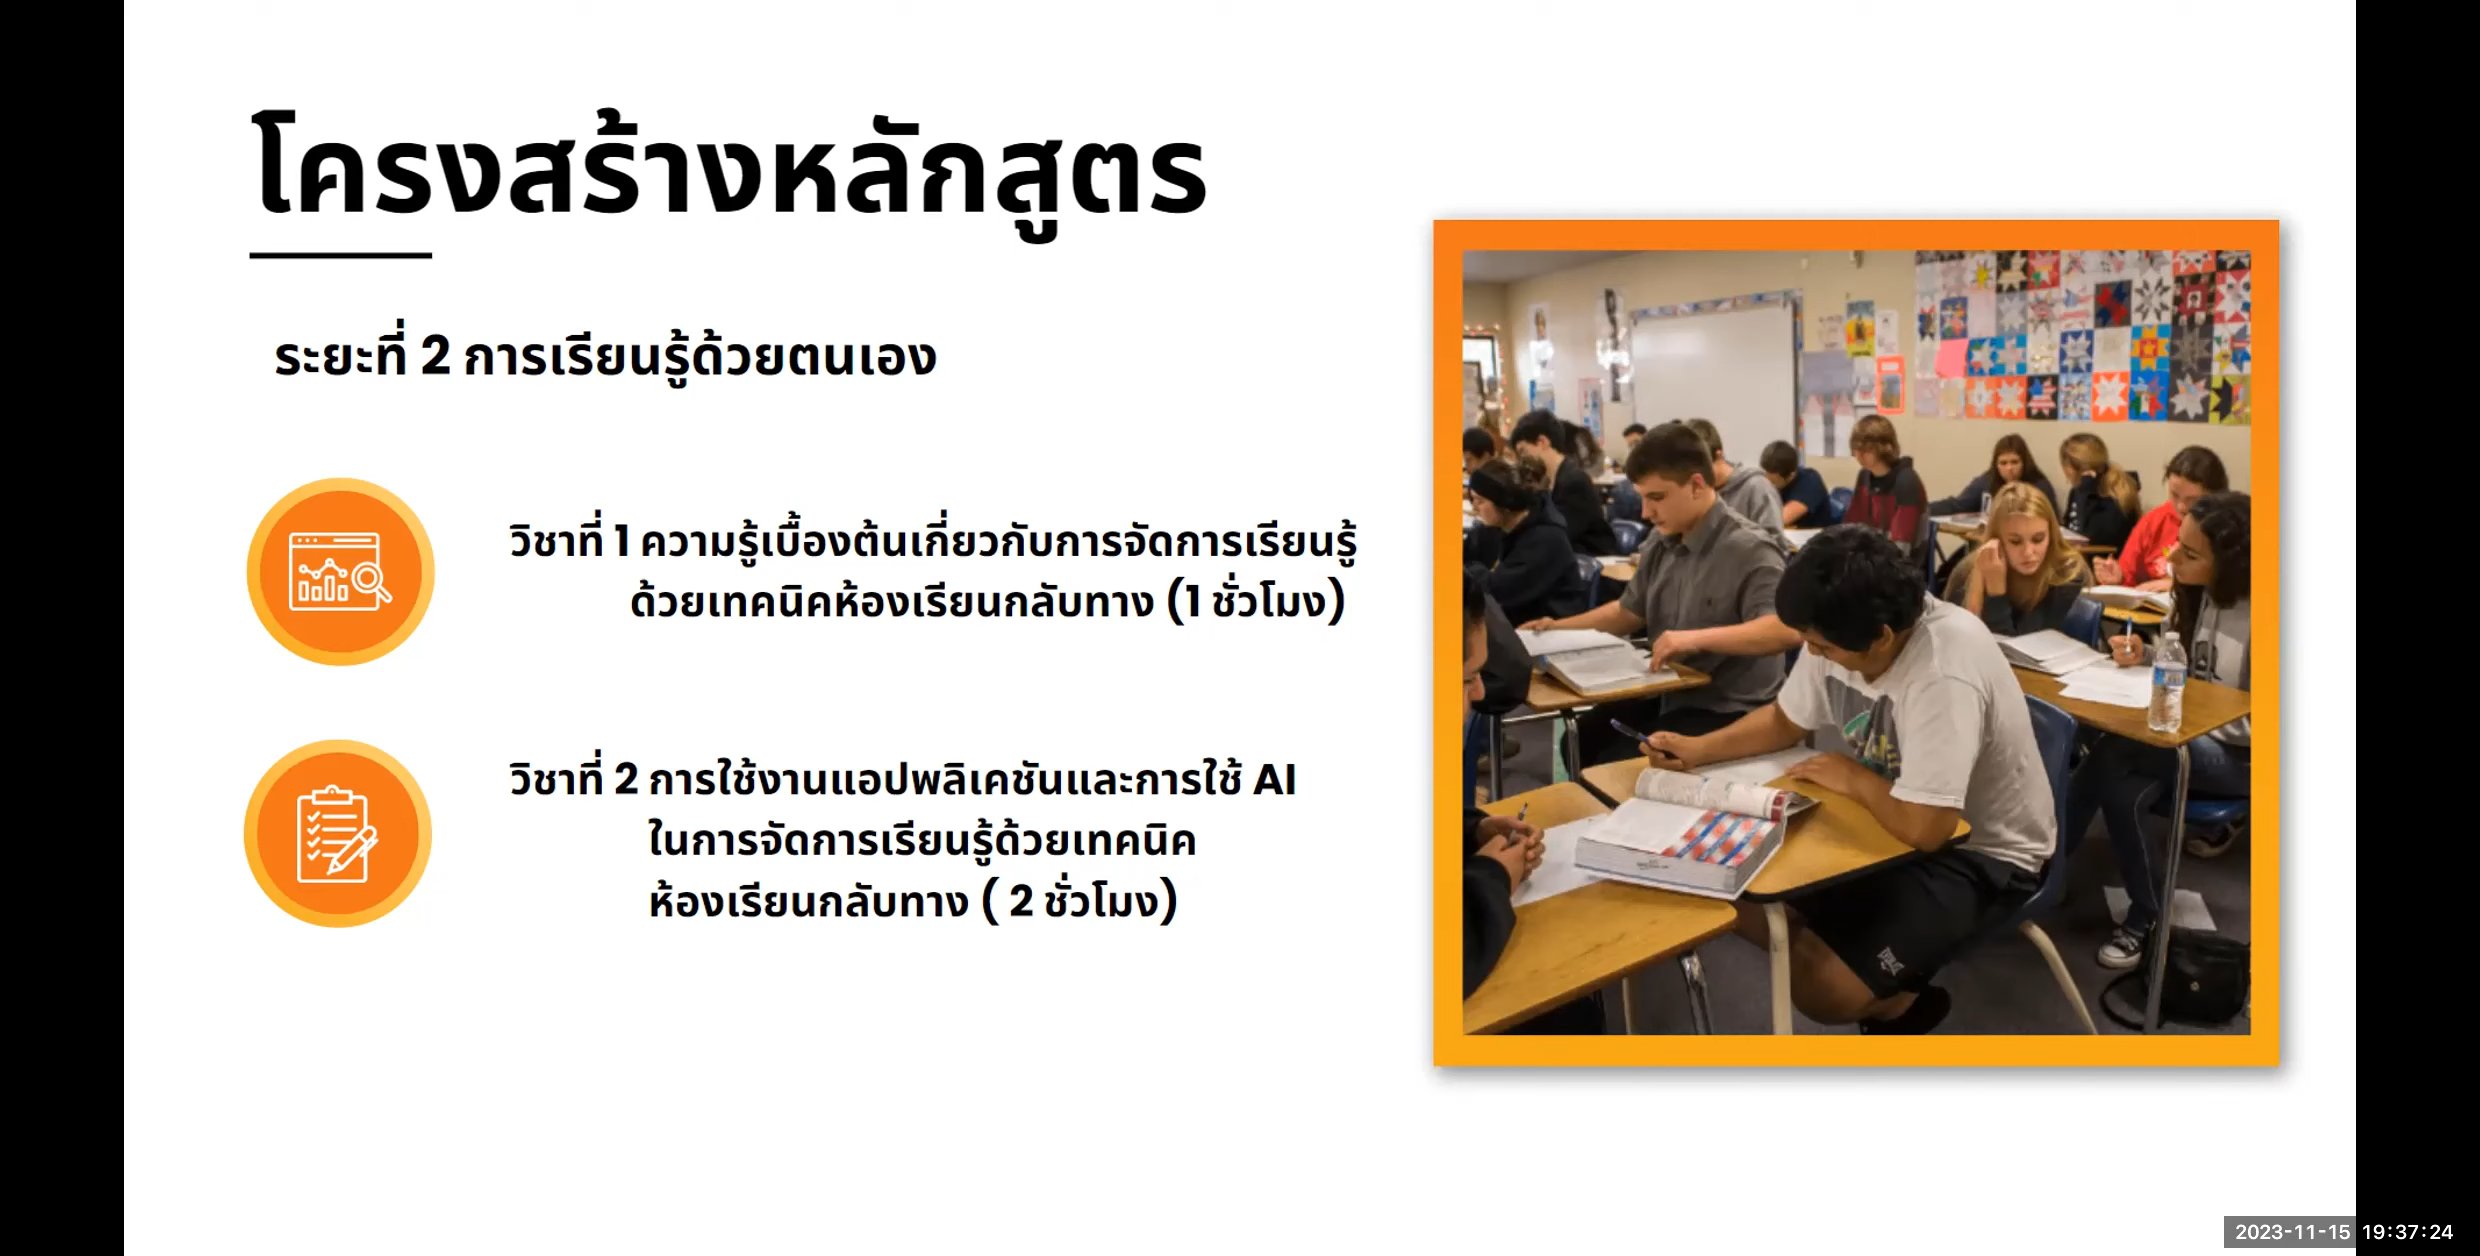 โครงสร้างหลักสูตร
ระยะที่ 2 การเรียนรู้ด้วยตนเอง
วิชาที่ 1 ความรู้เบื้องต้นเกี่ยวกับการจัดการเรียนรู้
ด้วยเทคนิคห้องเรียนกลับทาง (1 ชั่วโมง)
วิชาที่ 2 การใช้งานแอปพลิเคชันและการใช้ AI
ในการจัดการเรียนรู้ด้วยเทคนิค
ห้องเรียนกลับทาง ( 2 ชั่วโมง)
2023-11-15 19:37:24